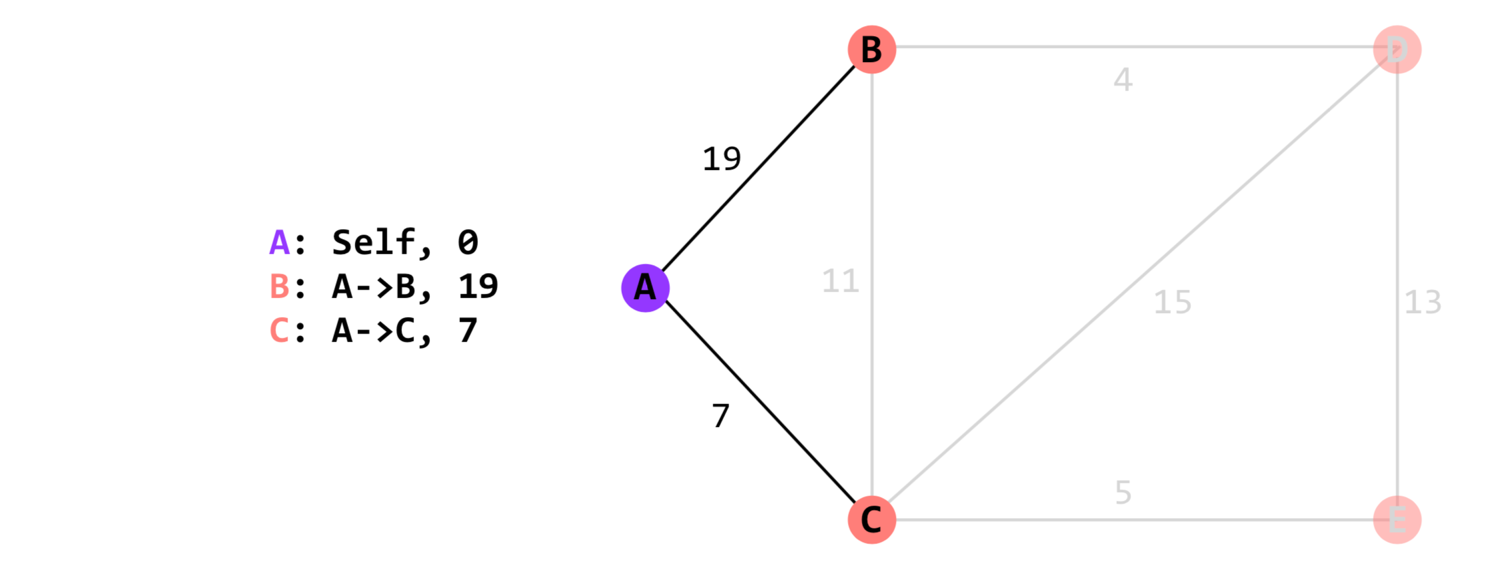 A: Self, 0
B: A->B, 19
C: A->C, 7
B
D
4
19
A
11
15
13
7
5
C
E